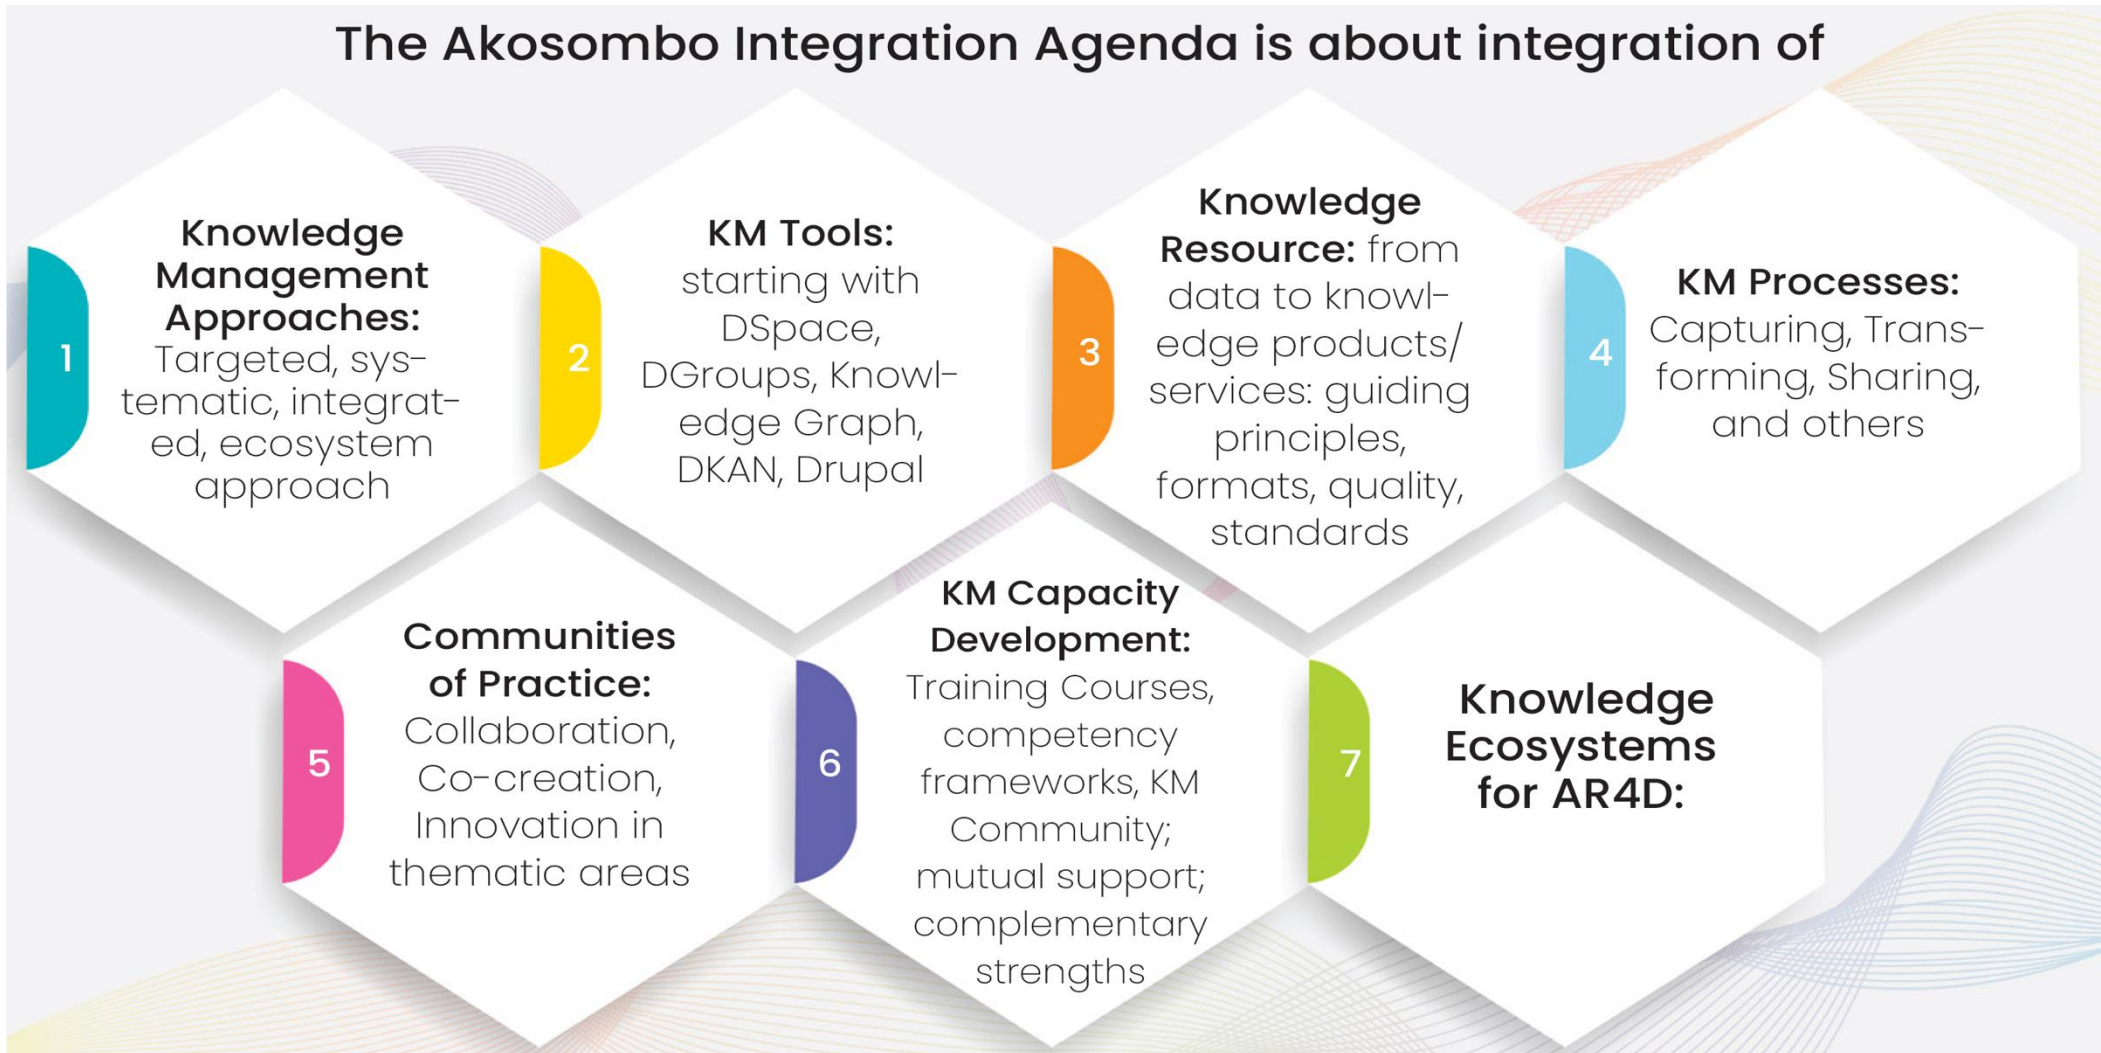 The Akosombo Integration Agenda is about integration of
1
Knowledge
Management
Approaches:
Targeted, sys-
tematic, integrat-
ed, ecosystem
approach
2
KM Tools:
starting with
DSpace,
DGroups, Knowl-
edge Graph,
DKAN, Drupal
3
Knowledge
Resource: from
data to knowl-
edge products/
services: guiding
principles,
formats, quality,
standards
4
KM Processes:
Capturing, Trans-
forming, Sharing,
and others
5
Communities
of Practice:
Collaboration,
Co-creation,
Innovation in
thematic areas
6
KM Capacity
Development:
Training Courses,
competency
frameworks, KM
Community;
mutual support;
complementary
strengths
7
Knowledge
Ecosystems
for AR4D: